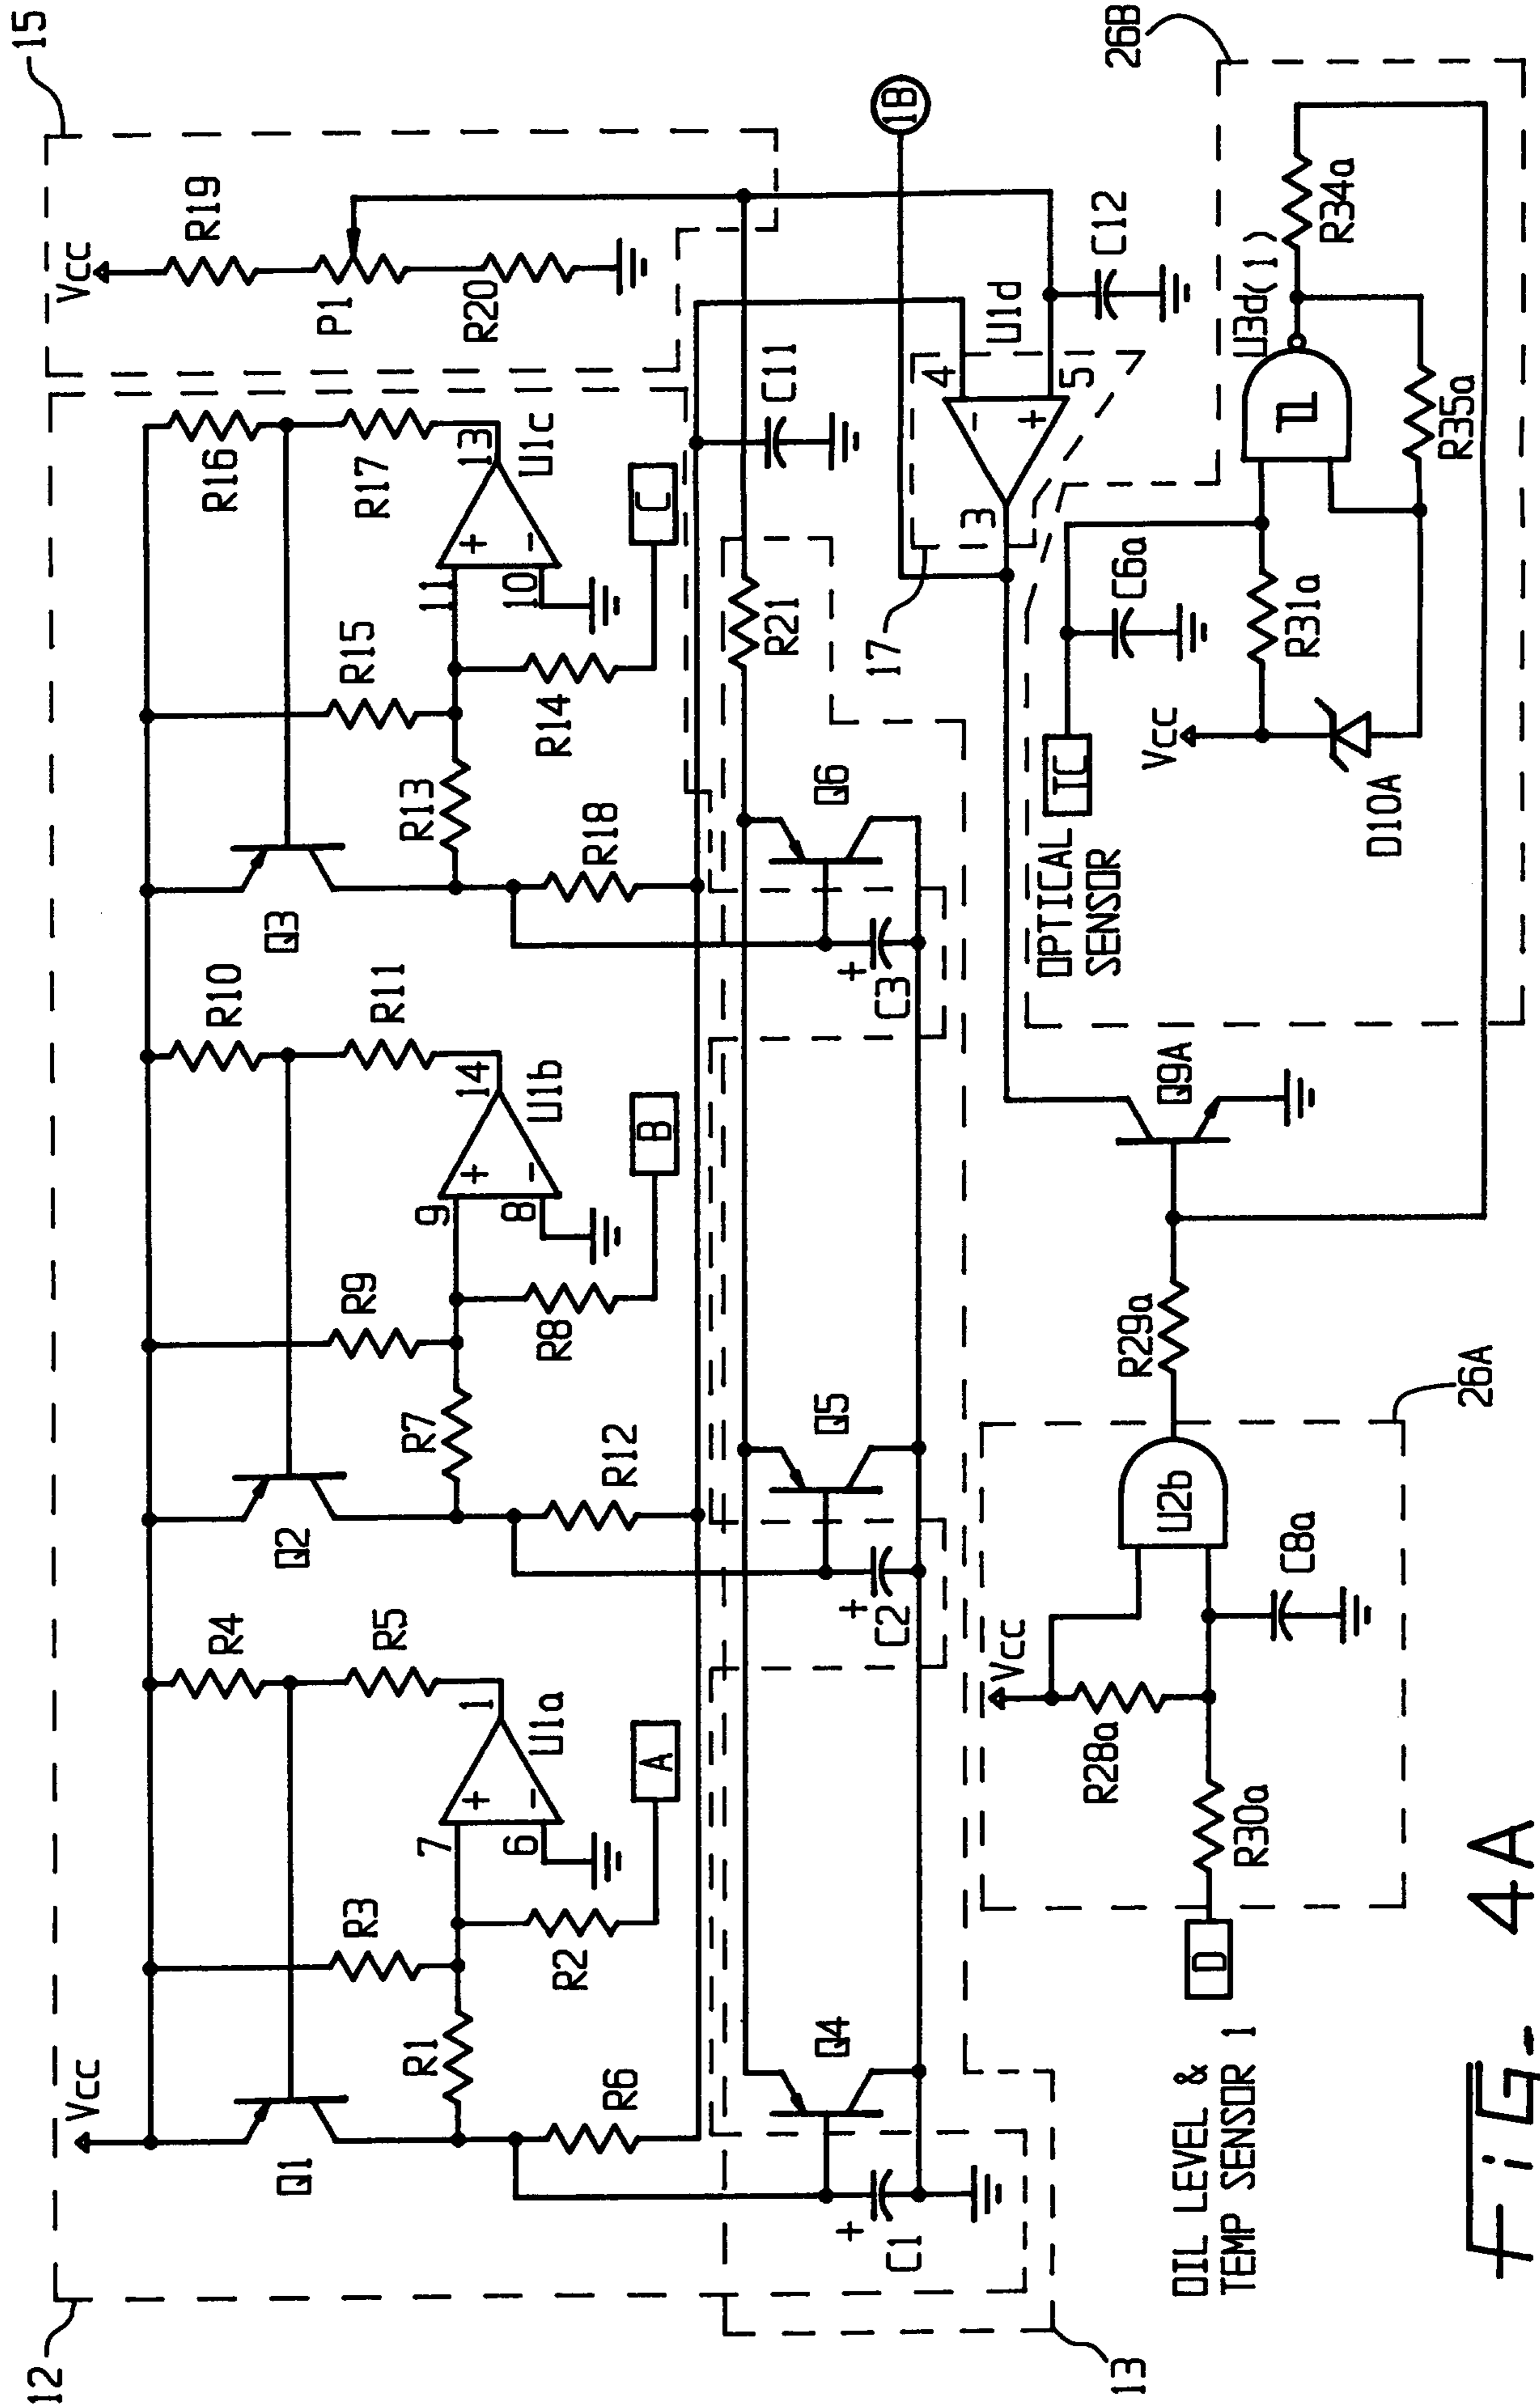 15
12
13
17
26A
26B
1B
Vcc
R4
R10
R16
R19
Vcc
Q1
Q2
Q3
P1
R3
R5
R9
R11
R15
R17
R20
R1
R7
R13
7
+
1
9
+
14
11
+
13
6
-
U1a
8
-
U1b
10
-
U1c
R2
R8
R14
R6
A
R12
B
R18
C
C11
R21
Q4
Q5
Q6
+
C1
+
C2
+
C3
4
-
U1d
3
+
5
C12
Vcc
R28a
U2b
R29a
Q9A
R30a
C8a
D
OIL LEVEL &
TEMP SENSOR 1
OPTICAL
SENSOR
IC
C6a
Vcc
R31a
U3d(1)
R34a
D10A
R35a
FiG. 4A